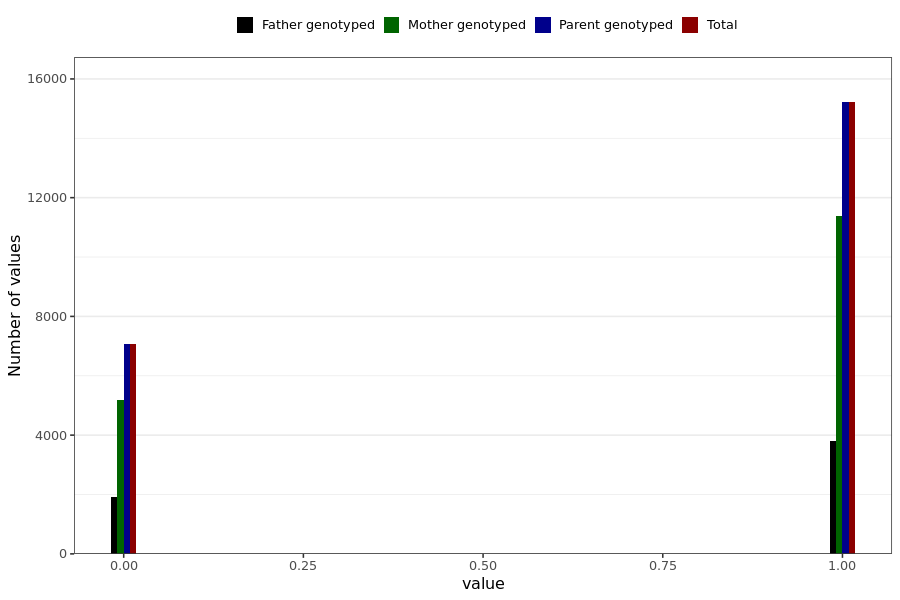 Father genotyped Mother genotyped Parent genotyped Total
16000
12000
8000
4000
0
Number of values
0.00 0.25 0.50 0.75 1.00
value